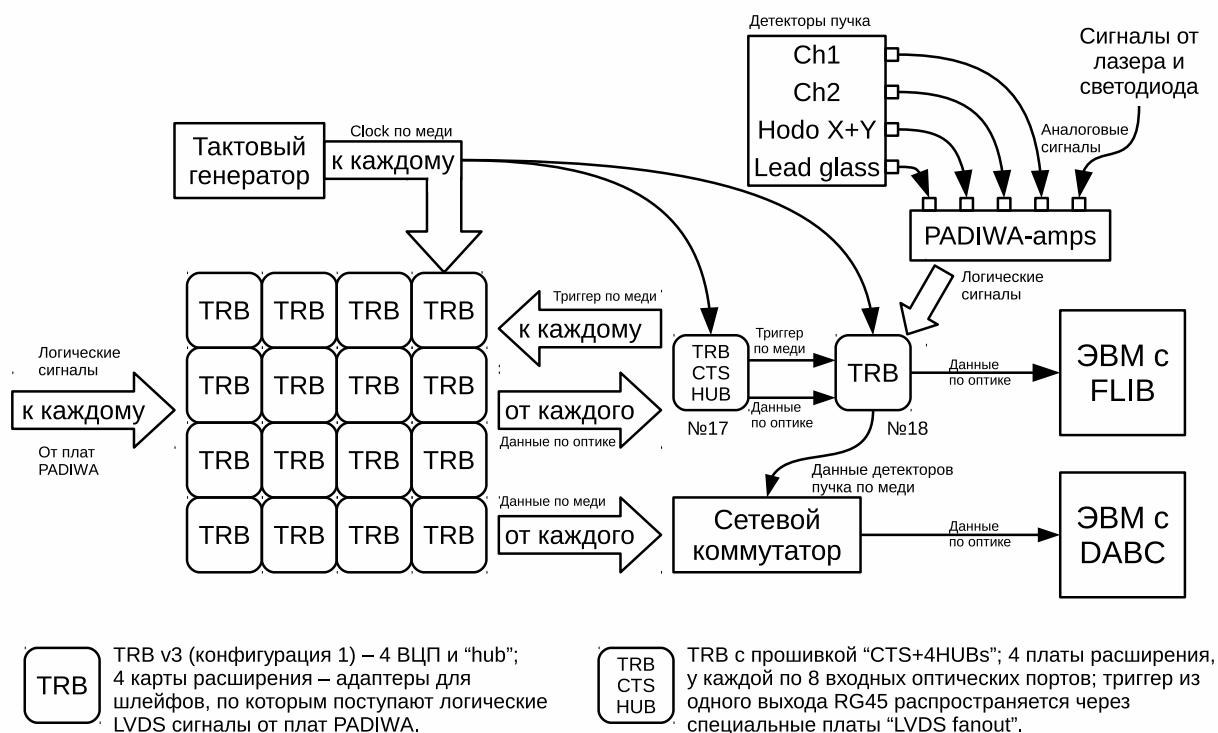 Детекторы пучка
Ch1
Ch2
Hodo X+Y
Lead glass
Сигналы от
лазера и
светодиода
Аналоговые
сигналы
PADIWA-amps
Тактовый
генератор
Clock по меди
к каждому
TRB TRB TRB TRB
TRB TRB TRB TRB
TRB TRB TRB TRB
TRB TRB TRB TRB
Логические
сигналы
к каждому
От плат
PADIWA
Триггер по меди
к каждому
от каждого
Данные по оптике
Данные по меди
от каждого
TRB
CTS
HUB
№17
Триггер
по меди
Данные
по оптике
TRB
№18
Логические
сигналы
Данные
по оптике
ЭВМ с
FLIB
Данные детекторов
пучка по меди
Сетевой
коммутатор
Данные
по оптике
ЭВМ с
DABC
TRB
TRB v3 (конфигурация 1) – 4 ВЦП и “hub”;
4 карты расширения – адаптеры для
шлейфов, по которым поступают логические
LVDS сигналы от плат PADIWA.
TRB
CTS
HUB
TRB с прошивкой “CTS+4HUBs”; 4 платы расширения,
у каждой по 8 входных оптических портов; триггер из
одного выхода RG45 распространяется через
специальные платы “LVDS fanout”.